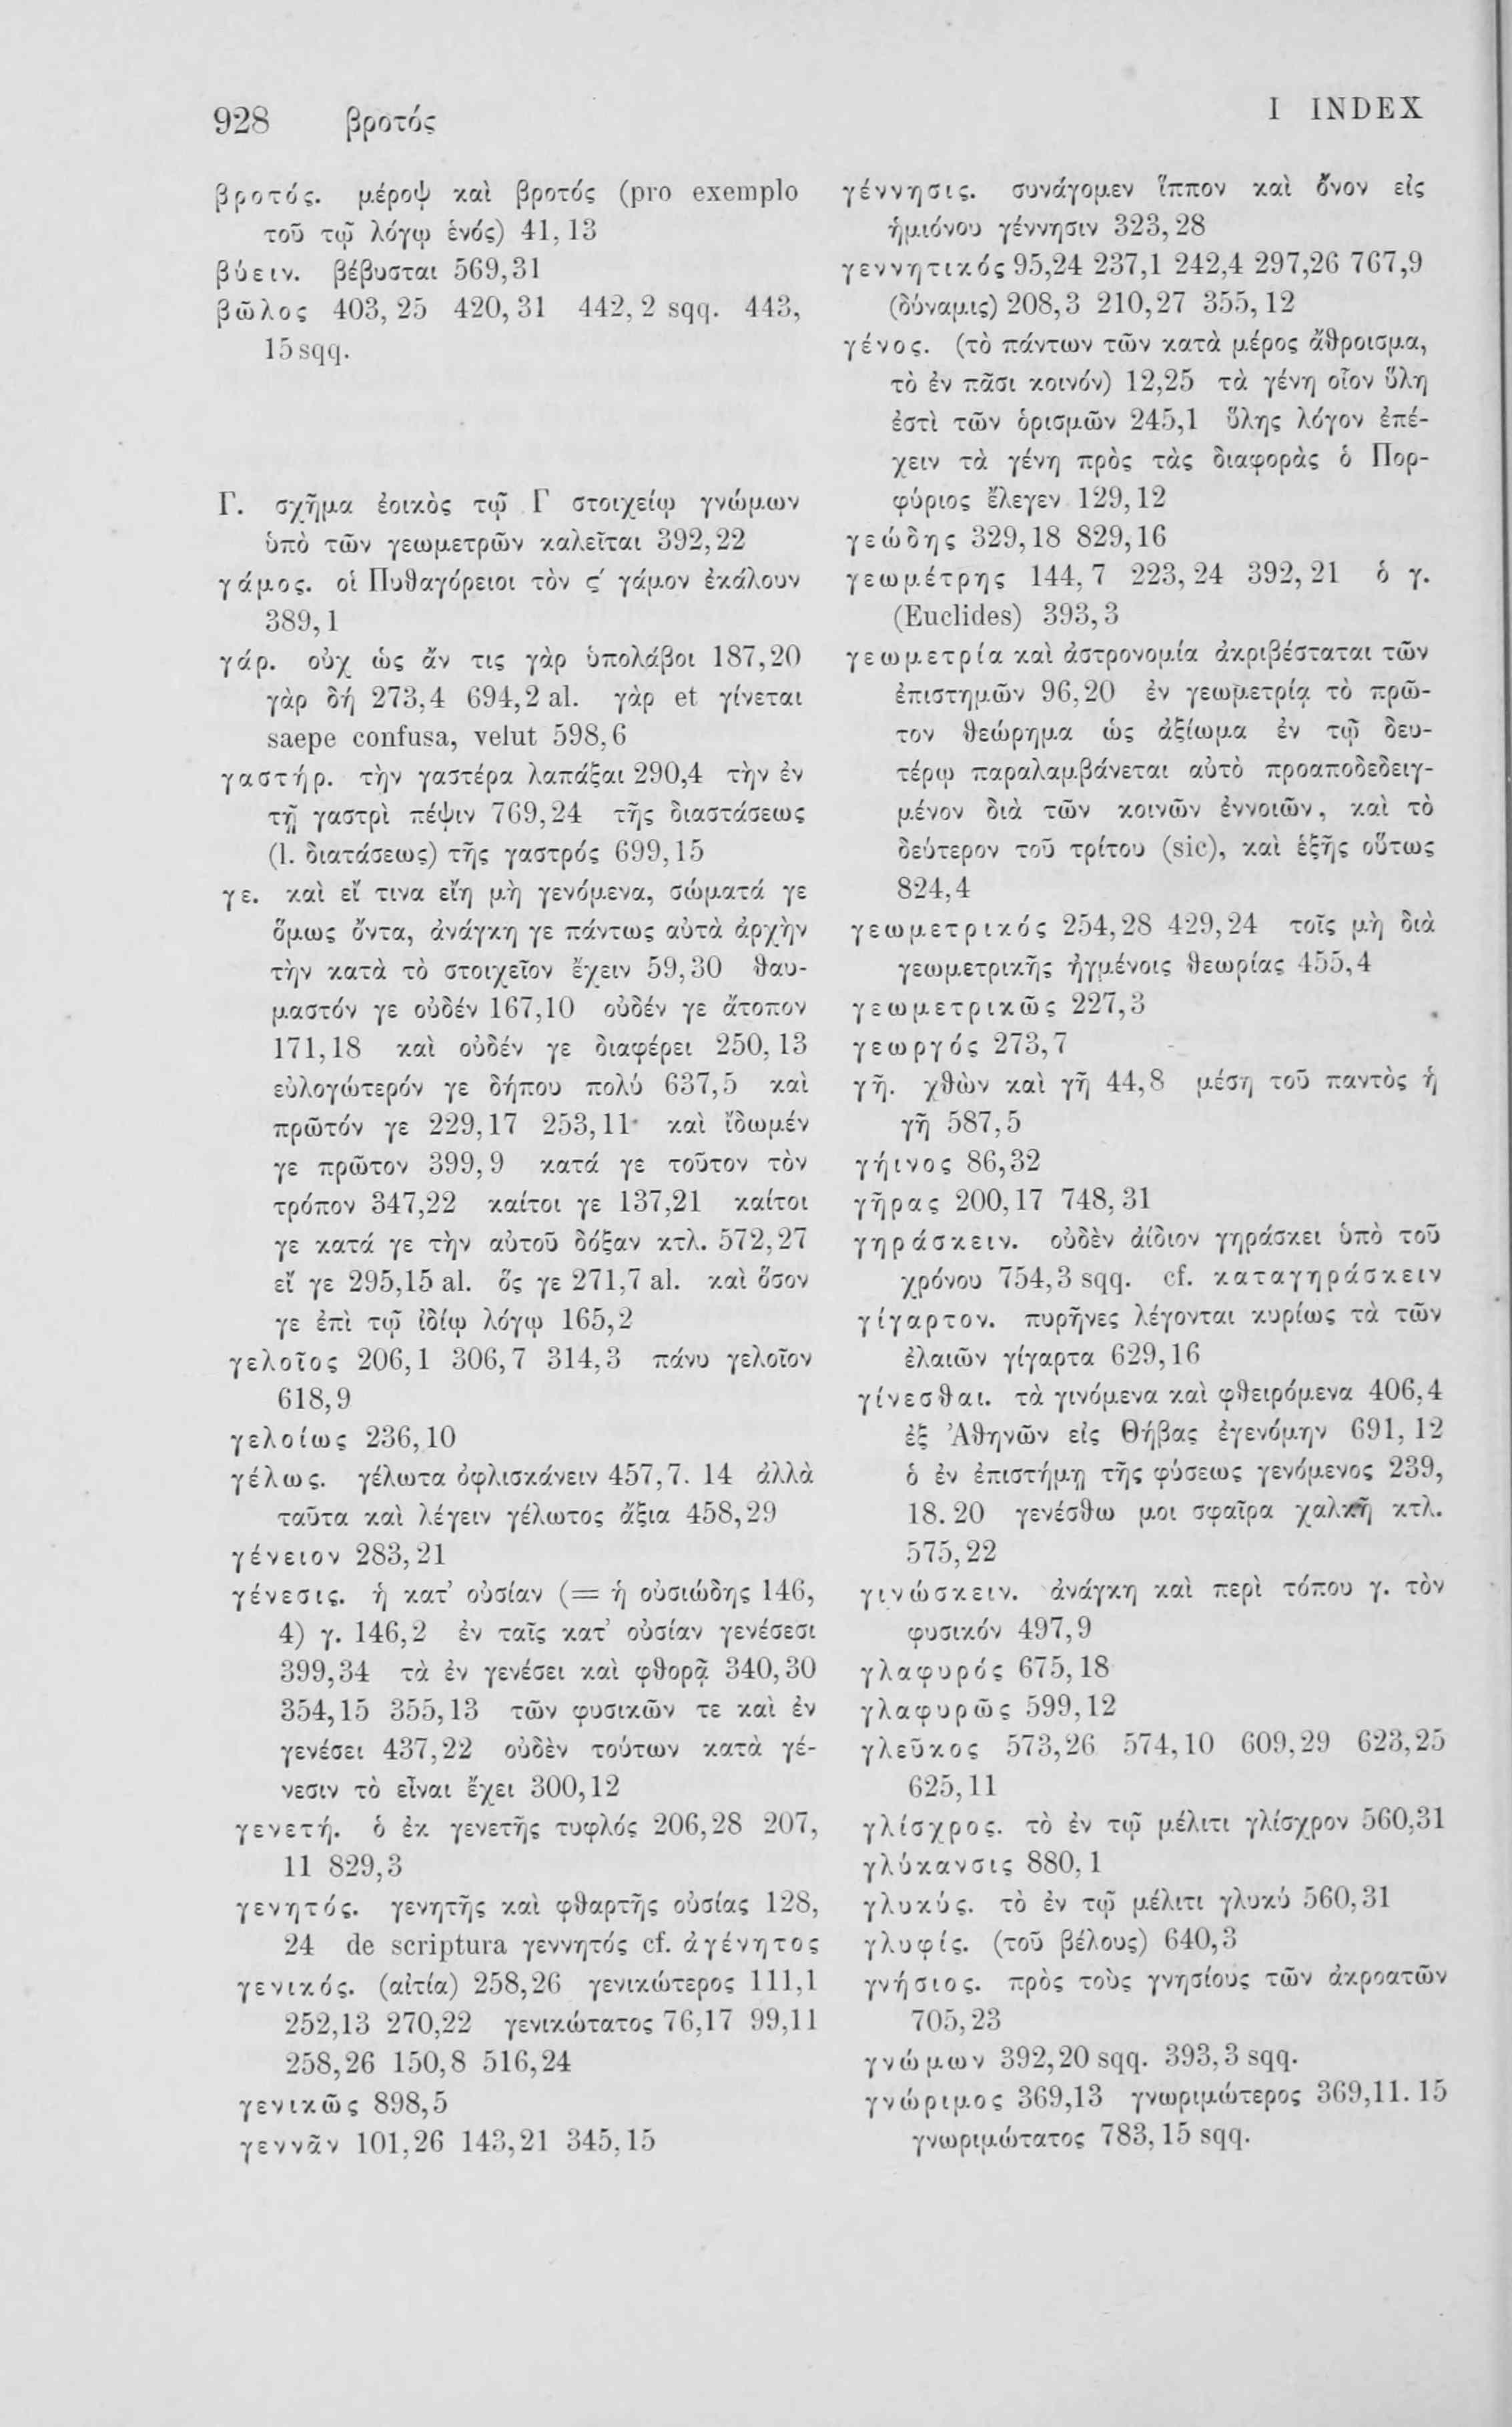 928 βροτός
I INDEX
βροτός. μέροψ καὶ βροτός (pro exemplo
τοῦ τῷ λόγῳ ἑνός) 41,13
βύειν. βέβυσται 569,31
βῶλος 403,25 420,31 442,2 sqq. 443,
15 sqq.
Γ. σχῆμα ἐοικὸς τῷ Γ στοιχείῳ γνώμων
ὑπὸ τῶν γεωμετρῶν καλεῖται 392,22
γάμος. οἱ Πυθαγόρειοι τὸν ϛ′ γάμον ἐκάλουν
389,1
γάρ. οὐχ ὡς ἄν τις γὰρ ὑπολάβοι 187,20
γὰρ δή 273,4 694,2 al. γὰρ et γίνεται
saepe confusa, velut 598,6
γαστήρ. τὴν γαστέρα λαπάξαι 290,4 τὴν ἐν
τῇ γαστρὶ πέψιν 769,24 τῆς διαστάσεως
(l. διατάσεως) τῆς γαστρός 699,15
γε. καὶ εἴ τινα εἴη μὴ γενόμενα, σώματά γε
ὅμως ὄντα, ἀνάγκη γε πάντως αὐτὰ ἀρχὴν
τὴν κατὰ τὸ στοιχεῖον ἔχειν 59,30 θαυ-
μαστόν γε οὐδέν 167,10 οὐδέν γε ἄτοπον
171,18 καὶ οὐδέν γε διαφέρει 250,13
εὐλογώτερόν γε δήπου πολύ 637,5 καὶ
πρῶτόν γε 229,17 253,11 καὶ ἴδωμέν
γε πρῶτον 399,9 κατά γε τοῦτον τὸν
τρόπον 347,22 καίτοι γε 137,21 καίτοι
γε κατά γε τὴν αὐτοῦ δόξαν κτλ. 572,27
εἴ γε 295,15 al. ὅς γε 271,7 al. καὶ ὅσον
γε ἐπὶ τῷ ἰδίῳ λόγῳ 165,2
γελοῖος 206,1 306,7 314,3 πάνυ γελοῖον
618,9
γελοίως 236,10
γέλως. γέλωτα ὀφλισκάνειν 457,7. 14 ἀλλὰ
ταῦτα καὶ λέγειν γέλωτος ἄξια 458,29
γένειον 283,21
γένεσις. ἡ κατ’ οὐσίαν (= ἡ οὐσιώδης 146,
4) γ. 146,2 ἐν ταῖς κατ’ οὐσίαν γενέσεσι
399,34 τὰ ἐν γενέσει καὶ φθορᾷ 340,30
354,15 355,13 τῶν φυσικῶν τε καὶ ἐν
γενέσει 437,22 οὐδὲν τούτων κατὰ γέ-
νεσιν τὸ εἶναι ἔχει 300,12
γενετή. ὁ ἐκ γενετῆς τυφλός 206,28 207,
11 829,3
γενητός. γενητῆς καὶ φθαρτῆς οὐσίας 128,
24 de scriptura γεννητός cf. ἀγένητος
γενικός. (αἰτία) 258,26 γενικώτερος 111,1
252,13 270,22 γενικώτατος 76,17 99,11
258,26 150,8 516,24
γενικῶς 898,5
γεννᾶν 101,26 143,21 345,15
γέννησις. συνάγομεν ἵππον καὶ ὄνον εἰς
ἡμιόνου γέννησιν 323,28
γεννητικός 95,24 237,1 242,4 297,26 767,9
(δύναμις) 208,3 210,27 355,12
γένος. (τὸ πάντων τῶν κατὰ μέρος ἄθροισμα,
τὸ ἐν πᾶσι κοινόν) 12,25 τὰ γένη οἷον ὕλη
ἐστὶ τῶν ὁρισμῶν 245,1 ὕλης λόγον ἐπέ-
χειν τὰ γένη πρὸς τὰς διαφορὰς ὁ Πορ-
φύριος ἔλεγεν 129,12
γεώδης 329,18 829,16
γεωμέτρης 144,7 223,24 392,21 ὁ γ.
(Euclides) 393,3
γεωμετρία καὶ ἀστρονομία ἀκριβέσταται τῶν
ἐπιστημῶν 96,20 ἐν γεωμετρίᾳ τὸ πρῶ-
τον θεώρημα ὡς ἀξίωμα ἐν τῷ δευ-
τέρῳ παραλαμβάνεται αὐτὸ προαποδεδειγ-
μένον διὰ τῶν κοινῶν ἐννοιῶν, καὶ τὸ
δεύτερον τοῦ τρίτου (sic), καὶ ἑξῆς οὕτως
824,4
γεωμετρικός 254,28 429,24 τοῖς μὴ διὰ
γεωμετρικῆς ἠγμένοις θεωρίας 455,4
γεωμετρικῶς 227,3
γεωργός 273,7
γῆ. χθὼν καὶ γῆ 44,8 μέση τοῦ παντὸς ἡ
γῆ 587,5
γήινος 86,32
γῆρας 200,17 748,31
γηράσκειν. οὐδὲν ἀίδιον γηράσκει ὑπὸ τοῦ
χρόνου 754,3 sqq. cf. καταγηράσκειν
γίγαρτον. πυρῆνες λέγονται κυρίως τὰ τῶν
ἐλαιῶν γίγαρτα 629,16
γίνεσθαι. τὰ γινόμενα καὶ φθειρόμενα 406,4
ἐξ Ἀθηνῶν εἰς Θήβας ἐγενόμην 691,12
ὁ ἐν ἐπιστήμῃ τῆς φύσεως γενόμενος 239,
18. 20 γενέσθω μοι σφαῖρα χαλκῆ κτλ.
575,22
γινώσκειν. ἀνάγκη καὶ περὶ τόπου γ. τὸν
φυσικόν 497,9
γλαφυρός 675,18
γλαφυρῶς 599,12
γλεῦκος 573,26 574,10 609,29 623,25
625,11
γλίσχρος. τὸ ἐν τῷ μέλιτι γλίσχρον 560,31
γλύκανσις 880,1
γλυκύς. τὸ ἐν τῷ μέλιτι γλυκύ 560,31
γλυφίς. (τοῦ βέλους) 640,3
γνήσιος. πρὸς τοὺς γνησίους τῶν ἀκροατῶν
705,23
γνώμων 392,20 sqq. 393,3 sqq.
γνώριμος 369,13 γνωριμώτερος 369,11. 15
γνωριμώτατος 783,15 sqq.